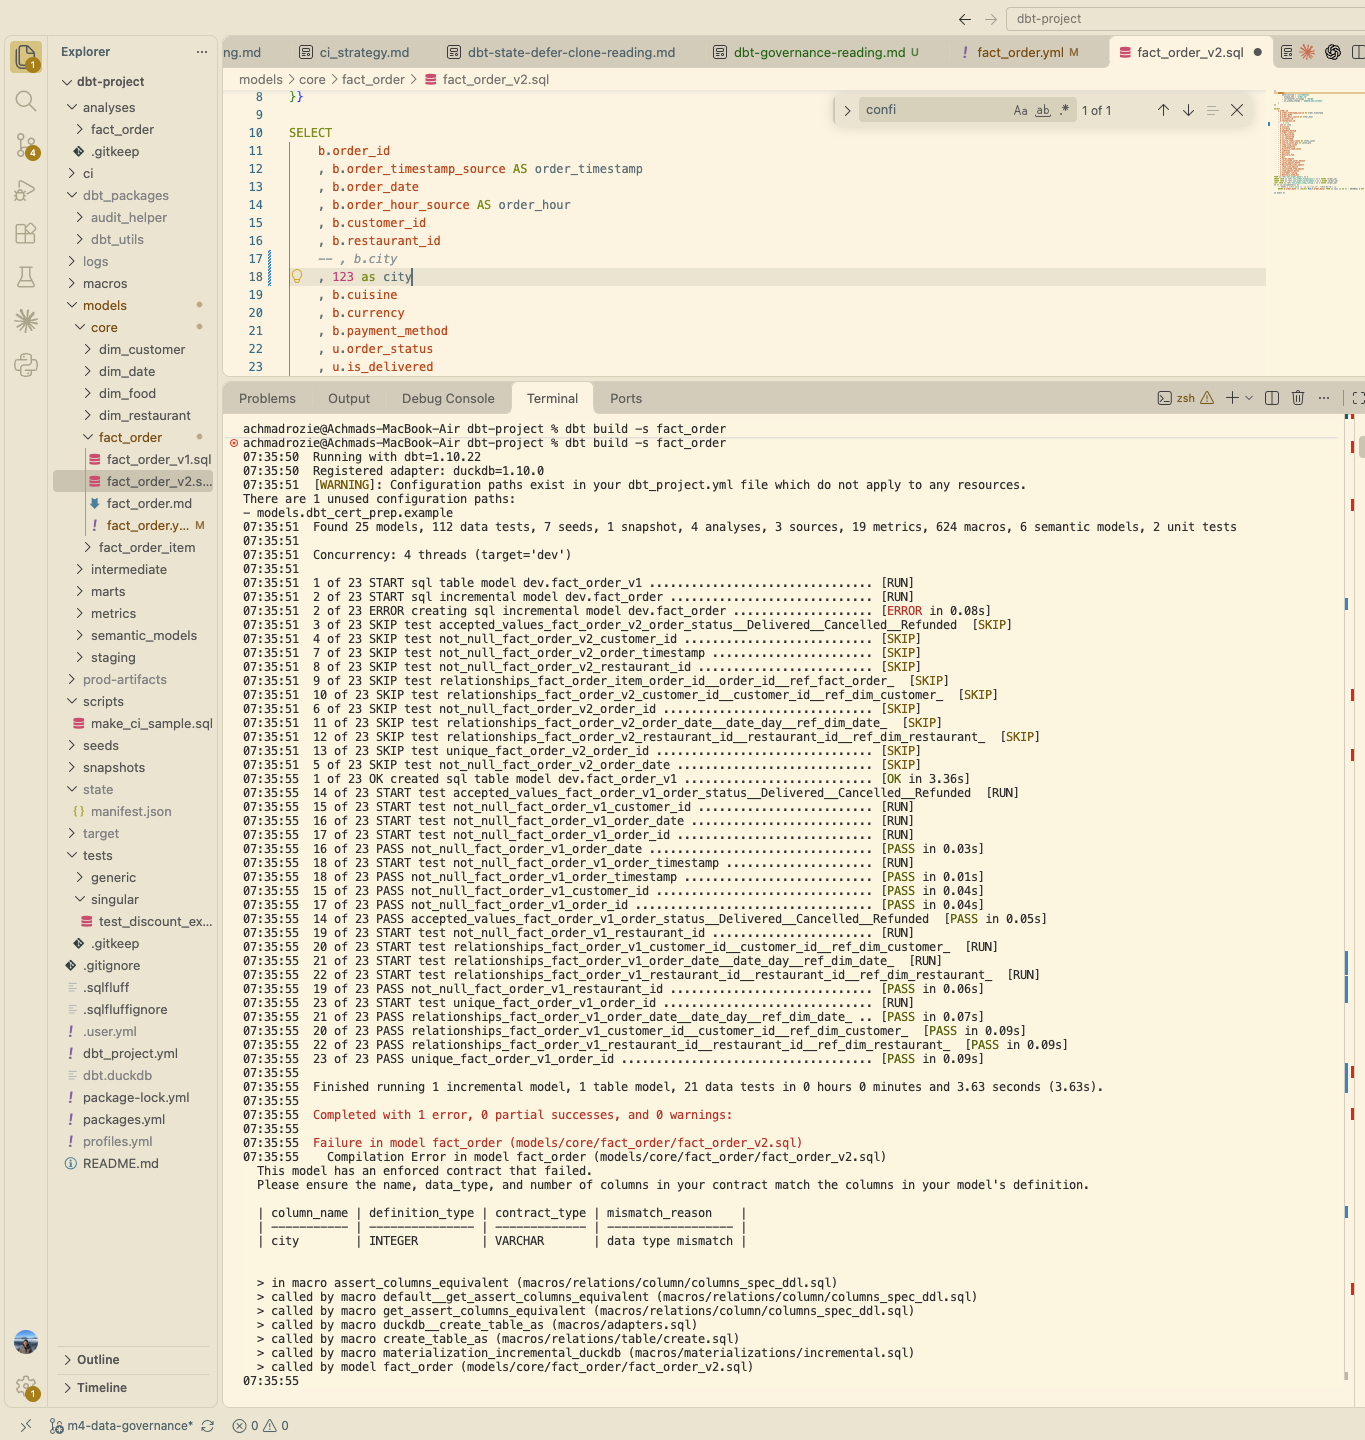 dbt-project
Explorer
ng.md
ci_strategy.md
dbt-state-defer-clone-reading.md
dbt-governance-reading.md U
fact_order.yml M
fact_order_v2.sql
models > core > fact_order > fact_order_v2.sql
dbt-project
analyses
fact_order
.gitkeep
ci
dbt_packages
audit_helper
dbt_utils
logs
macros
models
core
dim_customer
dim_date
dim_food
dim_restaurant
fact_order
fact_order_v1.sql
fact_order_v2.s...
fact_order.md
fact_order.y... M
fact_order_item
intermediate
marts
metrics
semantic_models
staging
prod-artifacts
scripts
make_ci_sample.sql
seeds
snapshots
state
manifest.json
target
tests
generic
singular
test_discount_ex...
.gitkeep
.gitignore
.sqlfluff
.sqlfluffignore
.user.yml
dbt_project.yml
dbt.duckdb
package-lock.yml
packages.yml
profiles.yml
README.md
Outline
Timeline
1
4
1
confi
Aa ab .* 1 of 1
8 }}
9
10 SELECT
11 b.order_id
12 , b.order_timestamp_source AS order_timestamp
13 , b.order_date
14 , b.order_hour_source AS order_hour
15 , b.customer_id
16 , b.restaurant_id
17 -- , b.city
18 , 123 as city
19 , b.cuisine
20 , b.currency
21 , b.payment_method
22 , u.order_status
23 , u.is_delivered
Problems Output Debug Console Terminal Ports
zsh
achmadrozie@Achmads-MacBook-Air dbt-project % dbt build -s fact_order
achmadrozie@Achmads-MacBook-Air dbt-project % dbt build -s fact_order
07:35:50 Running with dbt=1.10.22
07:35:50 Registered adapter: duckdb=1.10.0
07:35:51 [WARNING]: Configuration paths exist in your dbt_project.yml file which do not apply to any resources.
There are 1 unused configuration paths:
- models.dbt_cert_prep.example
07:35:51 Found 25 models, 112 data tests, 7 seeds, 1 snapshot, 4 analyses, 3 sources, 19 metrics, 624 macros, 6 semantic models, 2 unit tests
07:35:51
07:35:51 Concurrency: 4 threads (target='dev')
07:35:51
07:35:51 1 of 23 START sql table model dev.fact_order_v1 ................................ [RUN]
07:35:51 2 of 23 START sql incremental model dev.fact_order ............................. [RUN]
07:35:51 2 of 23 ERROR creating sql incremental model dev.fact_order .................... [ERROR in 0.08s]
07:35:51 3 of 23 SKIP test accepted_values_fact_order_v2_order_status__Delivered__Cancelled__Refunded [SKIP]
07:35:51 4 of 23 SKIP test not_null_fact_order_v2_customer_id ........................... [SKIP]
07:35:51 7 of 23 SKIP test not_null_fact_order_v2_order_timestamp ....................... [SKIP]
07:35:51 8 of 23 SKIP test not_null_fact_order_v2_restaurant_id ......................... [SKIP]
07:35:51 9 of 23 SKIP test relationships_fact_order_item_order_id__order_id__ref_fact_order_ [SKIP]
07:35:51 10 of 23 SKIP test relationships_fact_order_v2_customer_id__customer_id__ref_dim_customer_ [SKIP]
07:35:51 6 of 23 SKIP test not_null_fact_order_v2_order_id .............................. [SKIP]
07:35:51 11 of 23 SKIP test relationships_fact_order_v2_order_date__date_day__ref_dim_date_ [SKIP]
07:35:51 12 of 23 SKIP test relationships_fact_order_v2_restaurant_id__restaurant_id__ref_dim_restaurant_ [SKIP]
07:35:51 13 of 23 SKIP test unique_fact_order_v2_order_id ............................... [SKIP]
07:35:51 5 of 23 SKIP test not_null_fact_order_v2_order_date ............................ [SKIP]
07:35:55 1 of 23 OK created sql table model dev.fact_order_v1 ........................... [OK in 3.36s]
07:35:55 14 of 23 START test accepted_values_fact_order_v1_order_status__Delivered__Cancelled__Refunded [RUN]
07:35:55 15 of 23 START test not_null_fact_order_v1_customer_id ......................... [RUN]
07:35:55 16 of 23 START test not_null_fact_order_v1_order_date .......................... [RUN]
07:35:55 17 of 23 START test not_null_fact_order_v1_order_id ............................ [RUN]
07:35:55 16 of 23 PASS not_null_fact_order_v1_order_date ................................ [PASS in 0.03s]
07:35:55 18 of 23 START test not_null_fact_order_v1_order_timestamp ..................... [RUN]
07:35:55 18 of 23 PASS not_null_fact_order_v1_order_timestamp ........................... [PASS in 0.01s]
07:35:55 15 of 23 PASS not_null_fact_order_v1_customer_id ............................... [PASS in 0.04s]
07:35:55 17 of 23 PASS not_null_fact_order_v1_order_id .................................. [PASS in 0.04s]
07:35:55 14 of 23 PASS accepted_values_fact_order_v1_order_status__Delivered__Cancelled__Refunded [PASS in 0.05s]
07:35:55 19 of 23 START test not_null_fact_order_v1_restaurant_id ....................... [RUN]
07:35:55 20 of 23 START test relationships_fact_order_v1_customer_id__customer_id__ref_dim_customer_ [RUN]
07:35:55 21 of 23 START test relationships_fact_order_v1_order_date__date_day__ref_dim_date_ [RUN]
07:35:55 22 of 23 START test relationships_fact_order_v1_restaurant_id__restaurant_id__ref_dim_restaurant_ [RUN]
07:35:55 19 of 23 PASS not_null_fact_order_v1_restaurant_id ............................. [PASS in 0.06s]
07:35:55 23 of 23 START test unique_fact_order_v1_order_id .............................. [RUN]
07:35:55 21 of 23 PASS relationships_fact_order_v1_order_date__date_day__ref_dim_date_ .. [PASS in 0.07s]
07:35:55 20 of 23 PASS relationships_fact_order_v1_customer_id__customer_id__ref_dim_customer_ [PASS in 0.09s]
07:35:55 22 of 23 PASS relationships_fact_order_v1_restaurant_id__restaurant_id__ref_dim_restaurant_ [PASS in 0.09s]
07:35:55 23 of 23 PASS unique_fact_order_v1_order_id .................................... [PASS in 0.09s]
07:35:55
07:35:55 Finished running 1 incremental model, 1 table model, 21 data tests in 0 hours 0 minutes and 3.63 seconds (3.63s).
07:35:55
07:35:55 Completed with 1 error, 0 partial successes, and 0 warnings:
07:35:55
07:35:55 Failure in model fact_order (models/core/fact_order/fact_order_v2.sql)
07:35:55 Compilation Error in model fact_order (models/core/fact_order/fact_order_v2.sql)
This model has an enforced contract that failed.
Please ensure the name, data_type, and number of columns in your contract match the columns in your model's definition.
| column_name | definition_type | contract_type | mismatch_reason |
| ----------- | --------------- | ------------- | ------------------ |
| city | INTEGER | VARCHAR | data type mismatch |
> in macro assert_columns_equivalent (macros/relations/column/columns_spec_ddl.sql)
> called by macro default__get_assert_columns_equivalent (macros/relations/column/columns_spec_ddl.sql)
> called by macro get_assert_columns_equivalent (macros/relations/column/columns_spec_ddl.sql)
> called by macro duckdb__create_table_as (macros/adapters.sql)
> called by macro create_table_as (macros/relations/table/create.sql)
> called by macro materialization_incremental_duckdb (macros/materializations/incremental.sql)
> called by model fact_order (models/core/fact_order/fact_order_v2.sql)
07:35:55
m4-data-governance* 0 0